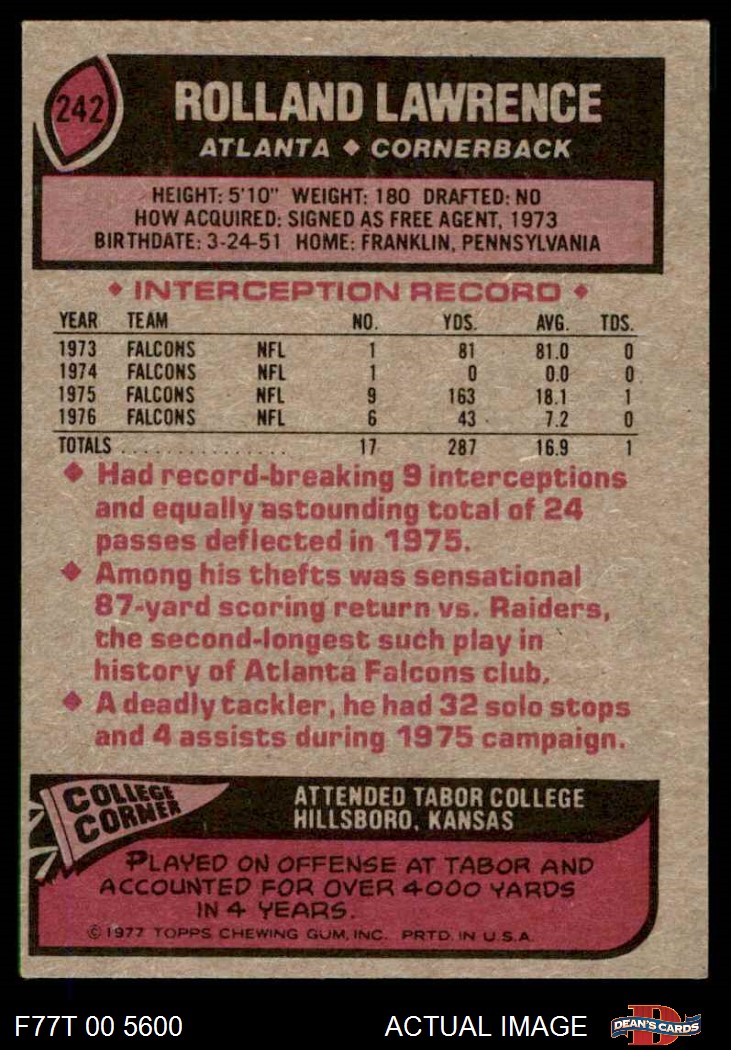 242
ROLLAND LAWRENCE
ATLANTA ◆ CORNERBACK
HEIGHT: 5'10" WEIGHT: 180 DRAFTED: NO
HOW ACQUIRED: SIGNED AS FREE AGENT, 1973
BIRTHDATE: 3-24-51 HOME: FRANKLIN, PENNSYLVANIA
◆ INTERCEPTION RECORD ◆
YEAR TEAM NO. YDS. AVG. TDS.
1973 FALCONS NFL 1 81 81.0 0
1974 FALCONS NFL 1 0 0.0 0
1975 FALCONS NFL 9 163 18.1 1
1976 FALCONS NFL 6 43 7.2 0
TOTALS . . . . . . . . . . . . . . . 17 287 16.9 1
◆ Had record-breaking 9 interceptions
and equally astounding total of 24
passes deflected in 1975.
◆ Among his thefts was sensational
87-yard scoring return vs. Raiders,
the second-longest such play in
history of Atlanta Falcons club.
◆ A deadly tackler, he had 32 solo stops
and 4 assists during 1975 campaign.
COLLEGE
CORNER
ATTENDED TABOR COLLEGE
HILLSBORO, KANSAS
PLAYED ON OFFENSE AT TABOR AND
ACCOUNTED FOR OVER 4000 YARDS
IN 4 YEARS.
©1977 TOPPS CHEWING GUM, INC. PRTD. IN U.S.A.
F77T 00 5600 ACTUAL IMAGE
D
DEAN'S CARDS